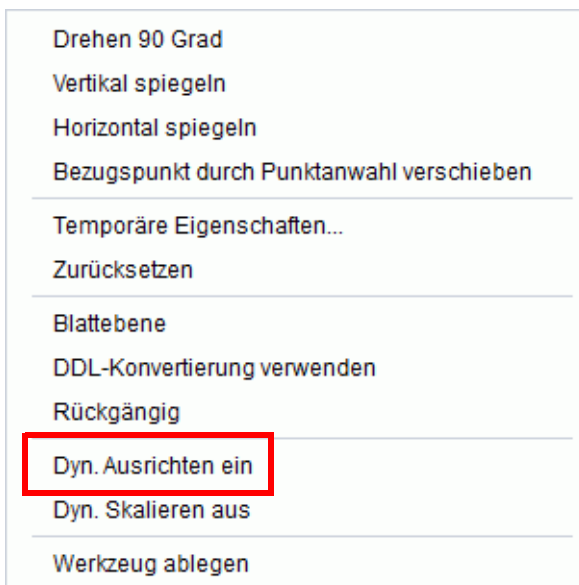 Drehen 90 Grad
Vertikal spiegeln
Horizontal spiegeln
Bezugspunkt durch Punktanwahl verschieben
Temporäre Eigenschaften...
Zurücksetzen
Blattebene
DDL-Konvertierung verwenden
Rückgängig
Dyn. Ausrichten ein
Dyn. Skalieren aus
Werkzeug ablegen